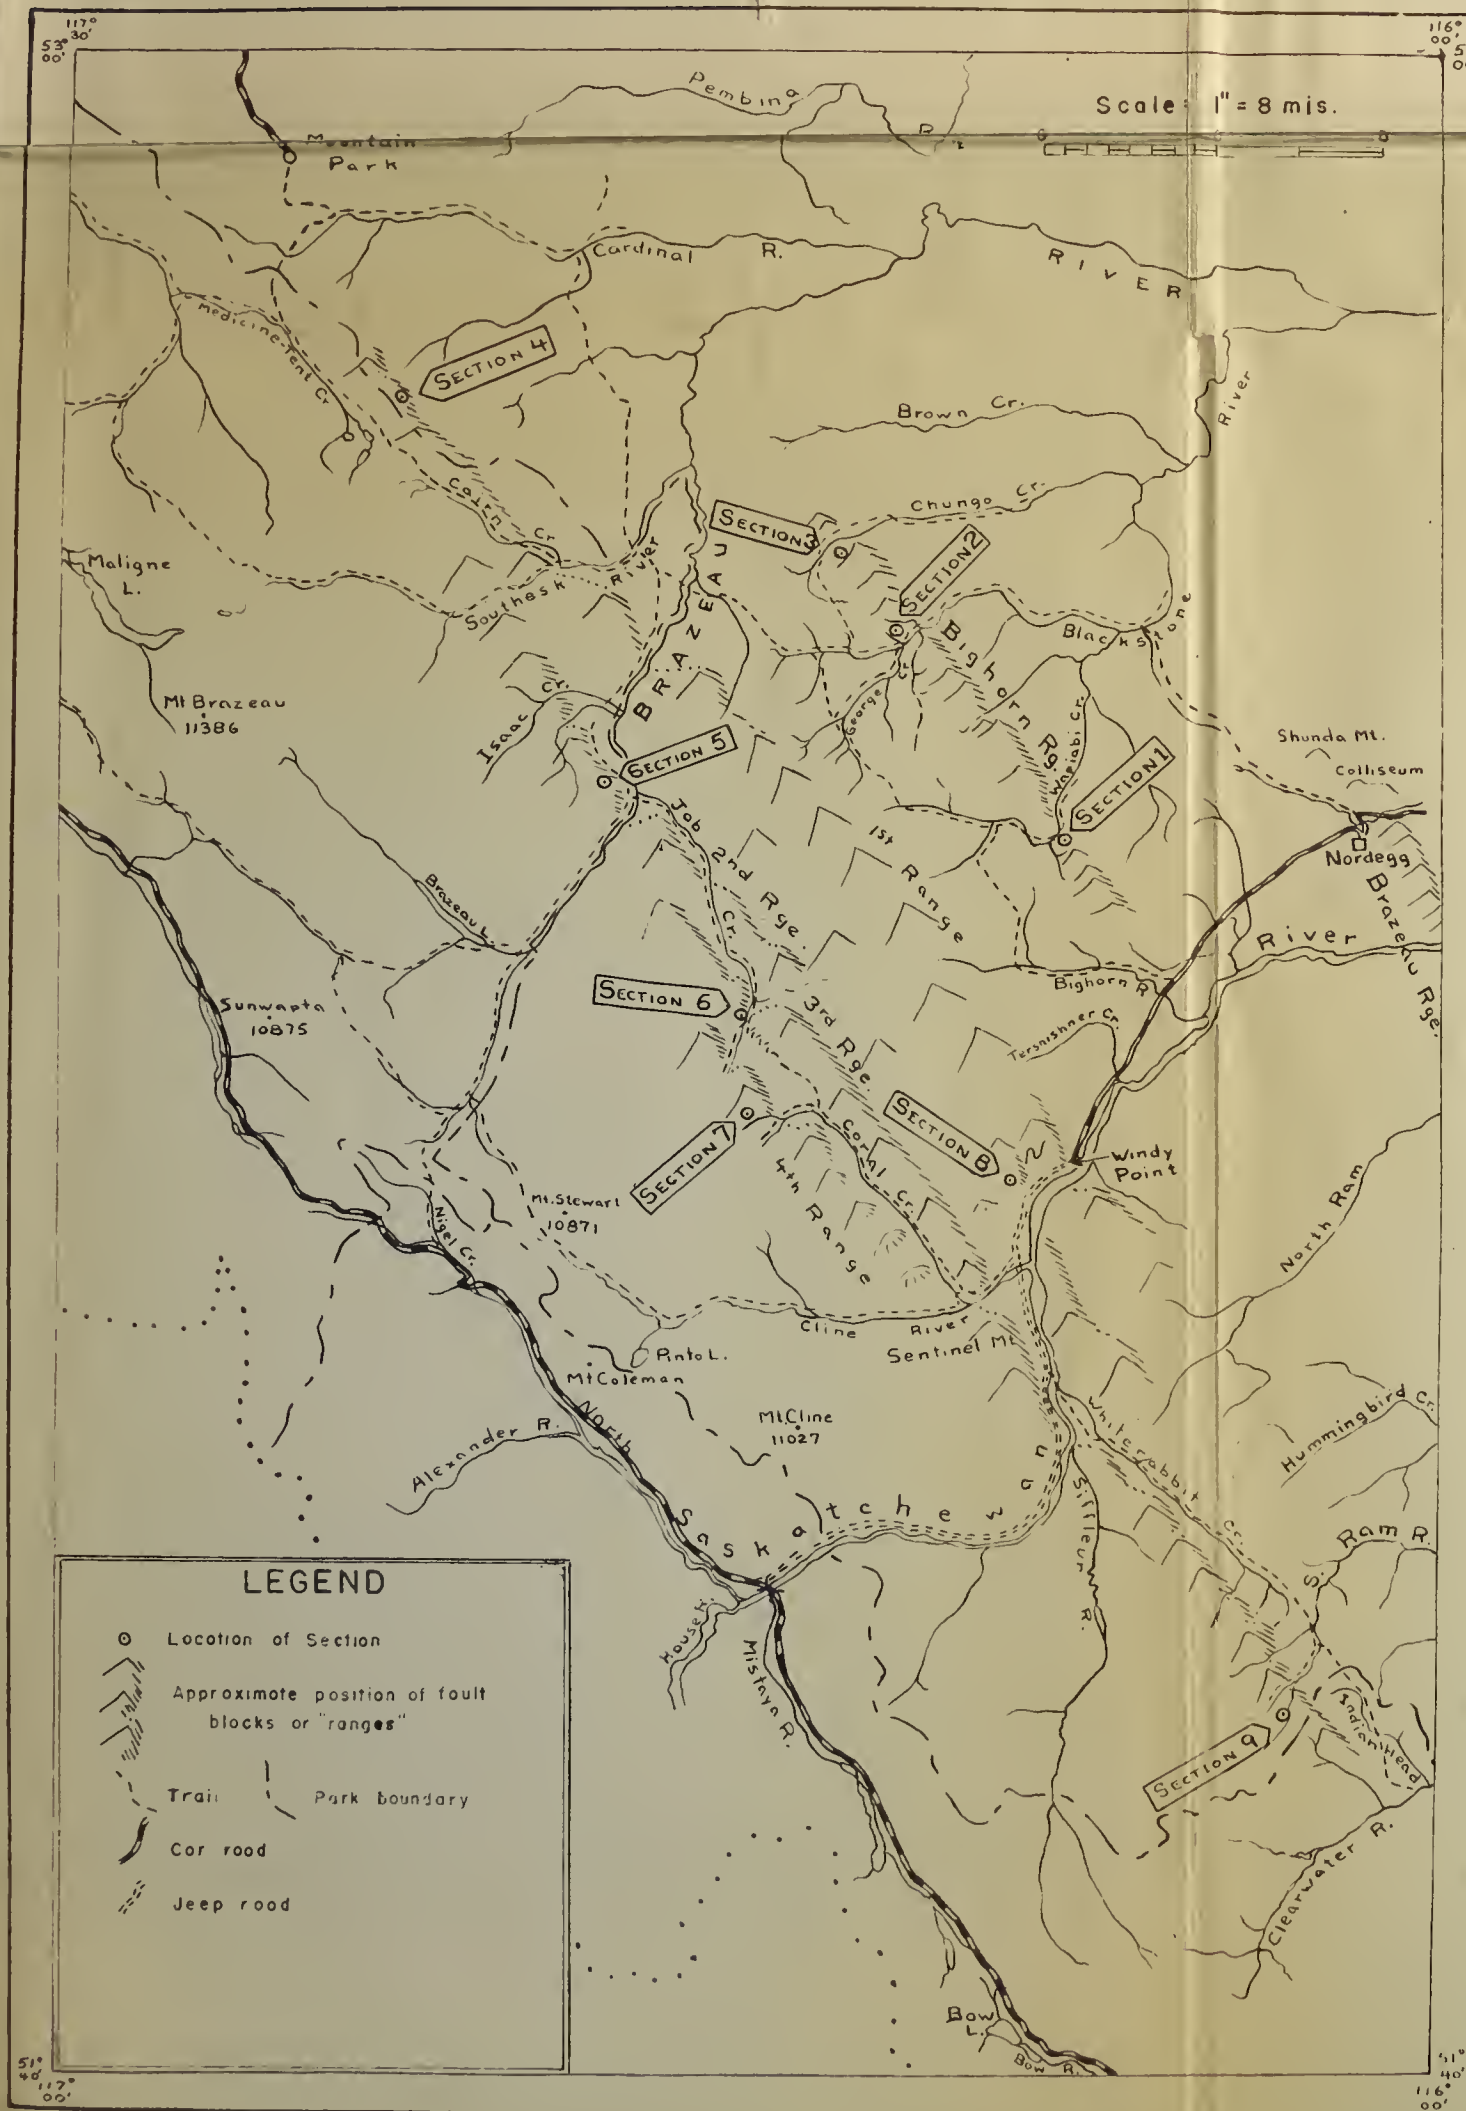 117°
30'
53°
00'
116°
00'
Scale: 1" = 8 mis.
Pembina
R.
Mountain
Park
Cardinal R.
RIVER
Medicine-Tent Cr.
SECTION 4
Brown Cr.
River
Cairn
Cr.
Chungo Cr.
SECTION 3
SECTION 2
Maligne
L.
Southesk River
BRAZEAU
Blackstone
Bighorn Rg.
George Cr.
Wapiabi Cr.
Mt Brazeau
11386
Isaac Cr.
SECTION 5
SECTION 1
Shunda Mt.
Colliseum
Nordegg
Brazeau Rge.
Job
Cr.
2nd Rge.
1st Range
Brazeau L.
River
Bighorn R.
SECTION 6
3rd Rge.
Sunwapta
10875
SECTION 7
SECTION 8
Coral Cr.
4th Range
Windy
Point
North Ram
Mt. Stewart
10871
Nigel Cr.
Cline River
Sentinel Mt.
Pinto L.
Mt Coleman
Mt. Cline
11027
Alexander R.
North
Saskatchewan
Whiterabbit
Cr.
Hummingbird Cr.
Siffleur R.
S. Ram R.
House R.
Mistaya R.
Indianhead
SECTION 9
Clearwater R.
Bow
L.
Bow R.
LEGEND
Location of Section
Approximate position of fault
blocks or "ranges"
Trail
Park boundary
Car road
Jeep road
51°
40'
117°
00'
51°
40'
116°
00'